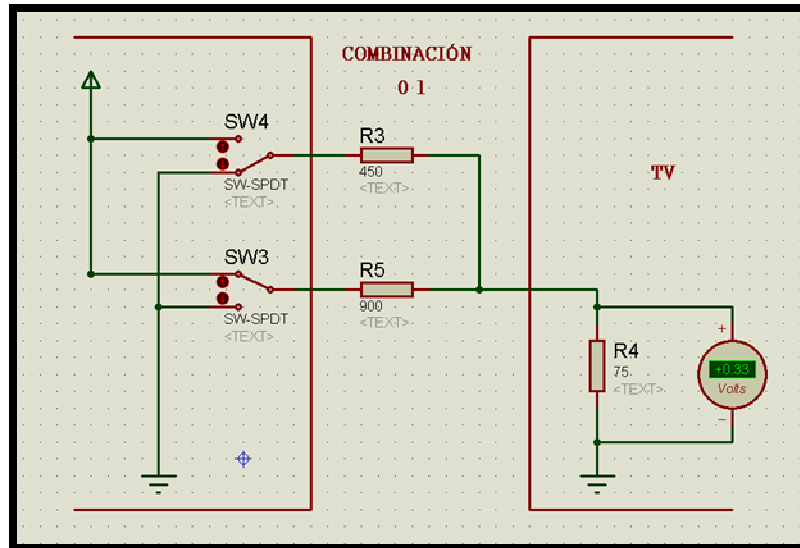 COMBINACIÓN
0 1
SW4
SW-SPDT
<TEXT>
R3
450
<TEXT>
TV
SW3
SW-SPDT
<TEXT>
R5
900
<TEXT>
R4
75
<TEXT>
+
+0.33
Volts
−